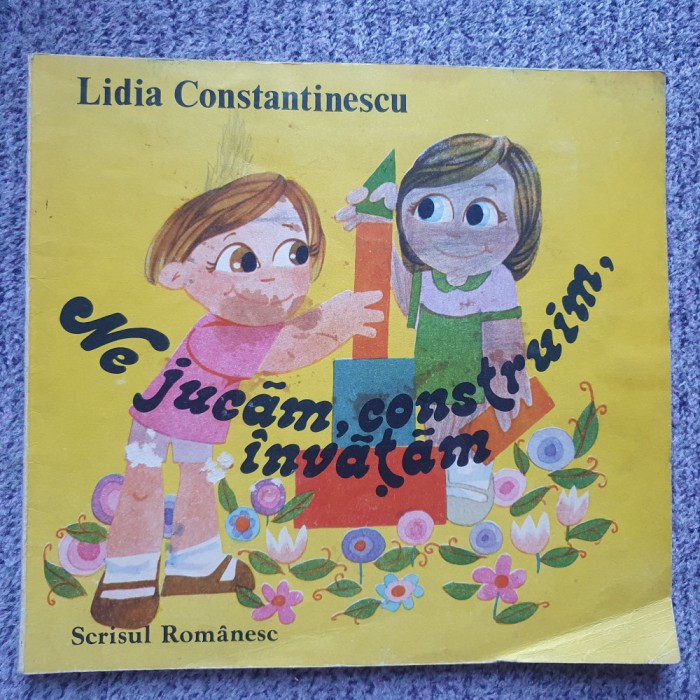 Lidia Constantinescu
Ne jucăm, construim,
învățăm
Scrisul Românesc